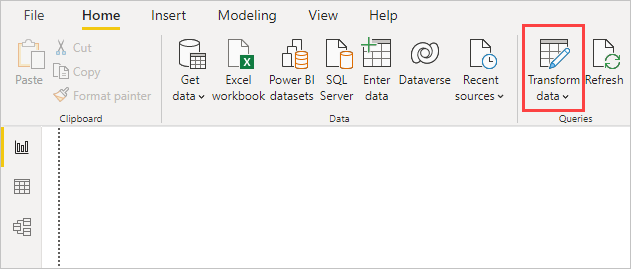 File Home Insert Modeling View Help
Paste
Cut
Copy
Format painter
Clipboard
Get
data
Excel
workbook
Power BI
datasets
SQL
Server
Enter
data
Dataverse
Recent
sources
Data
Transform
data
Refresh
Queries